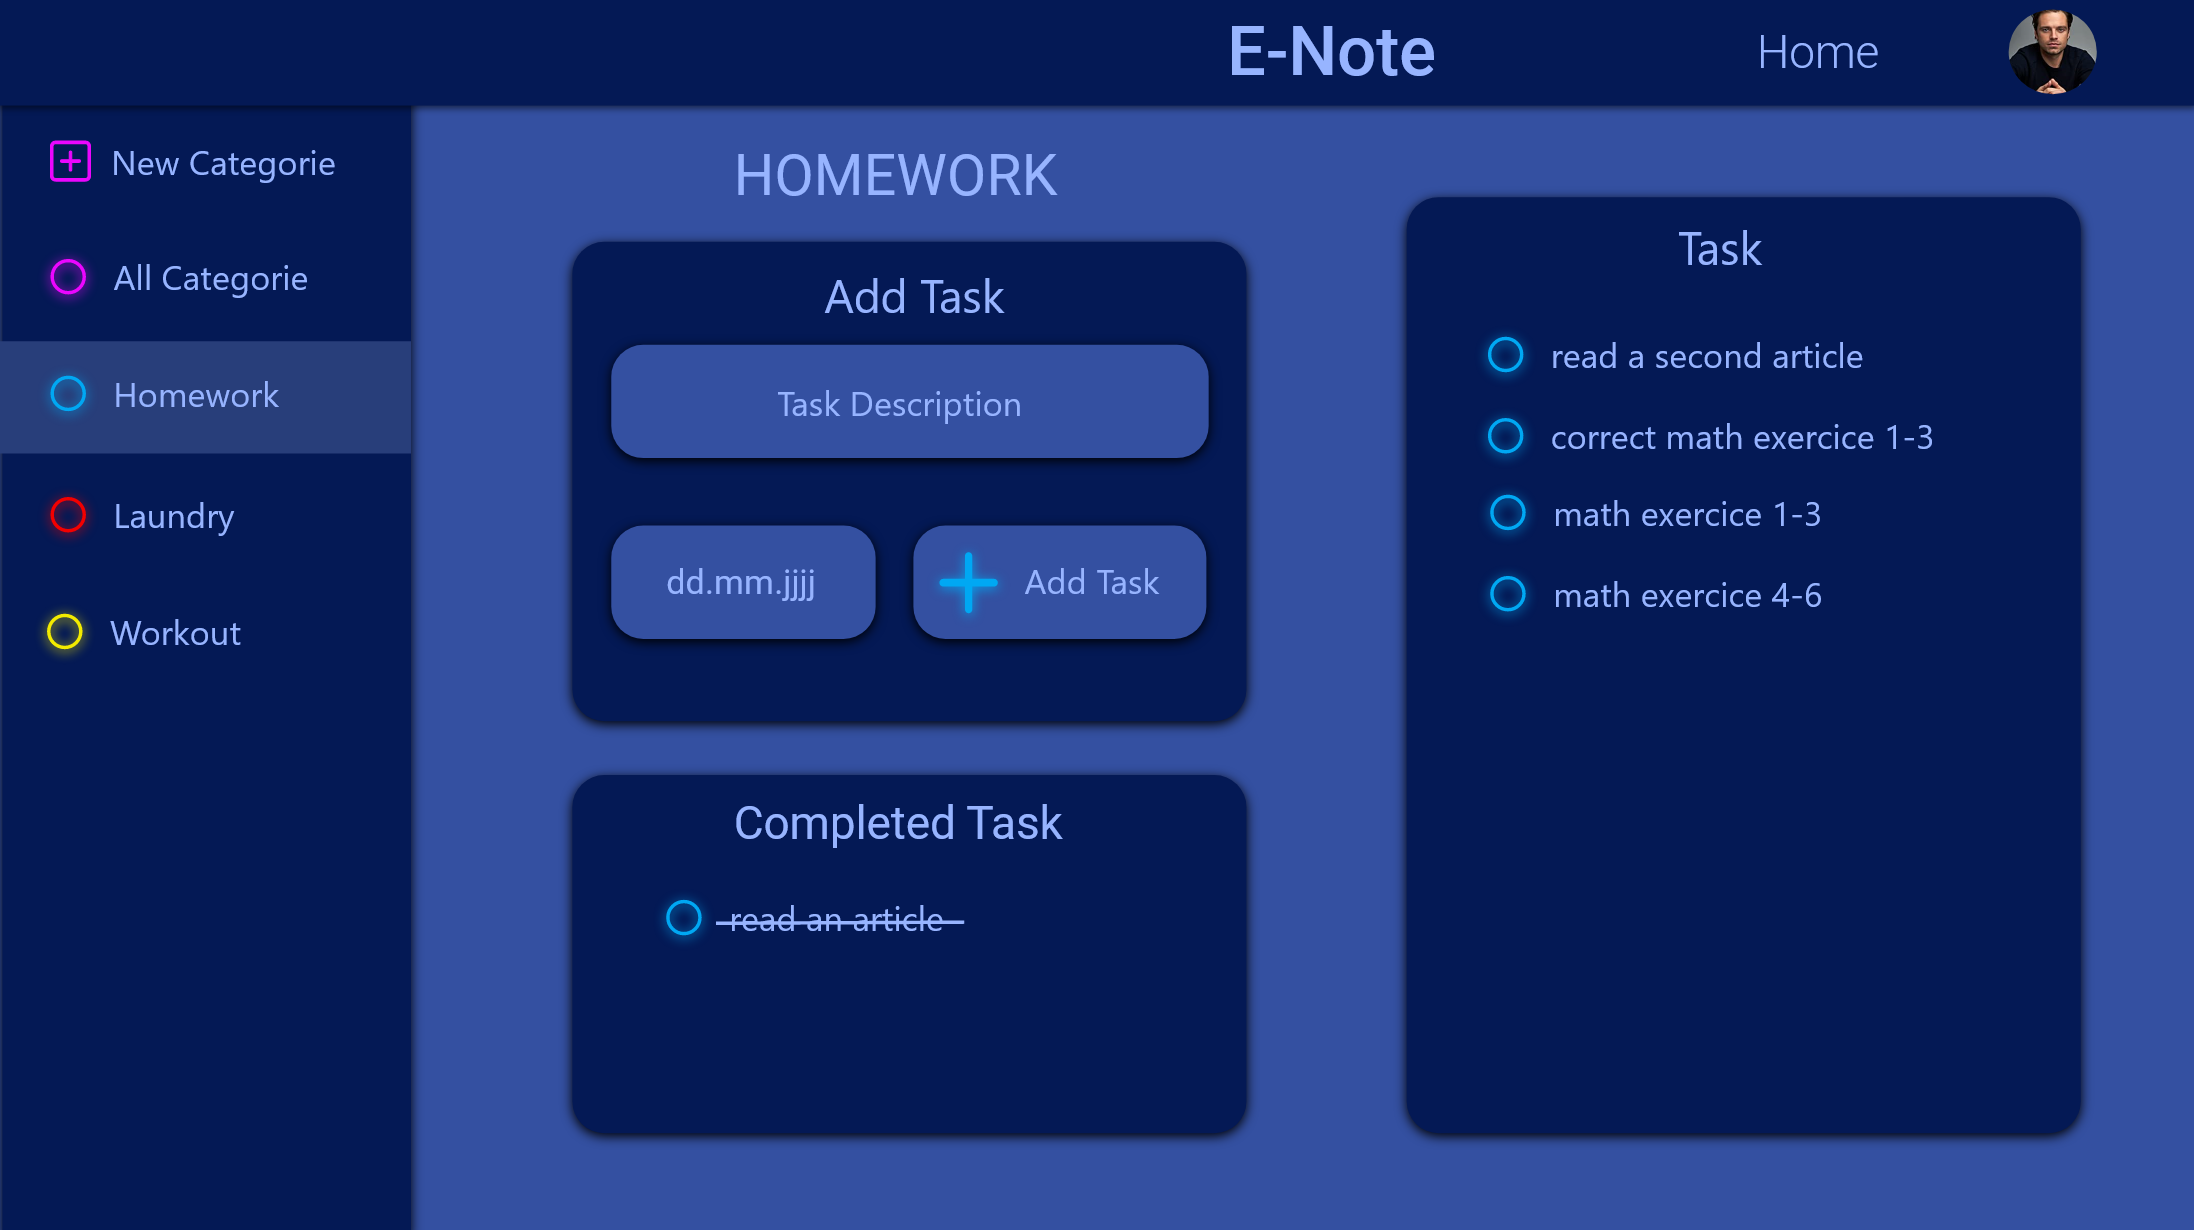 E-Note
Home
New Categorie
All Categorie
Homework
Laundry
Workout
HOMEWORK
Add Task
Task Description
dd.mm.jjjj
Add Task
Completed Task
read an article
Task
read a second article
correct math exercice 1-3
math exercice 1-3
math exercice 4-6